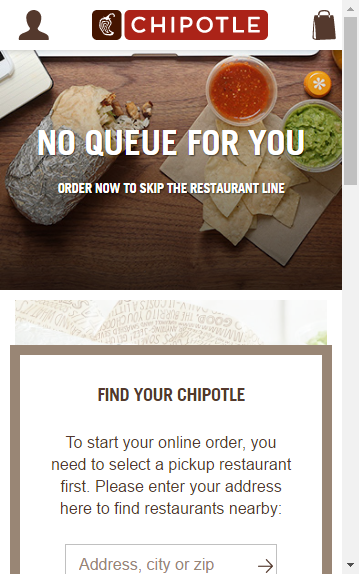 CHIPOTLE
NO QUEUE FOR YOU
ORDER NOW TO SKIP THE RESTAURANT LINE
FIND YOUR CHIPOTLE
To start your online order, you
need to select a pickup restaurant
first. Please enter your address
here to find restaurants nearby:
Address, city or zip